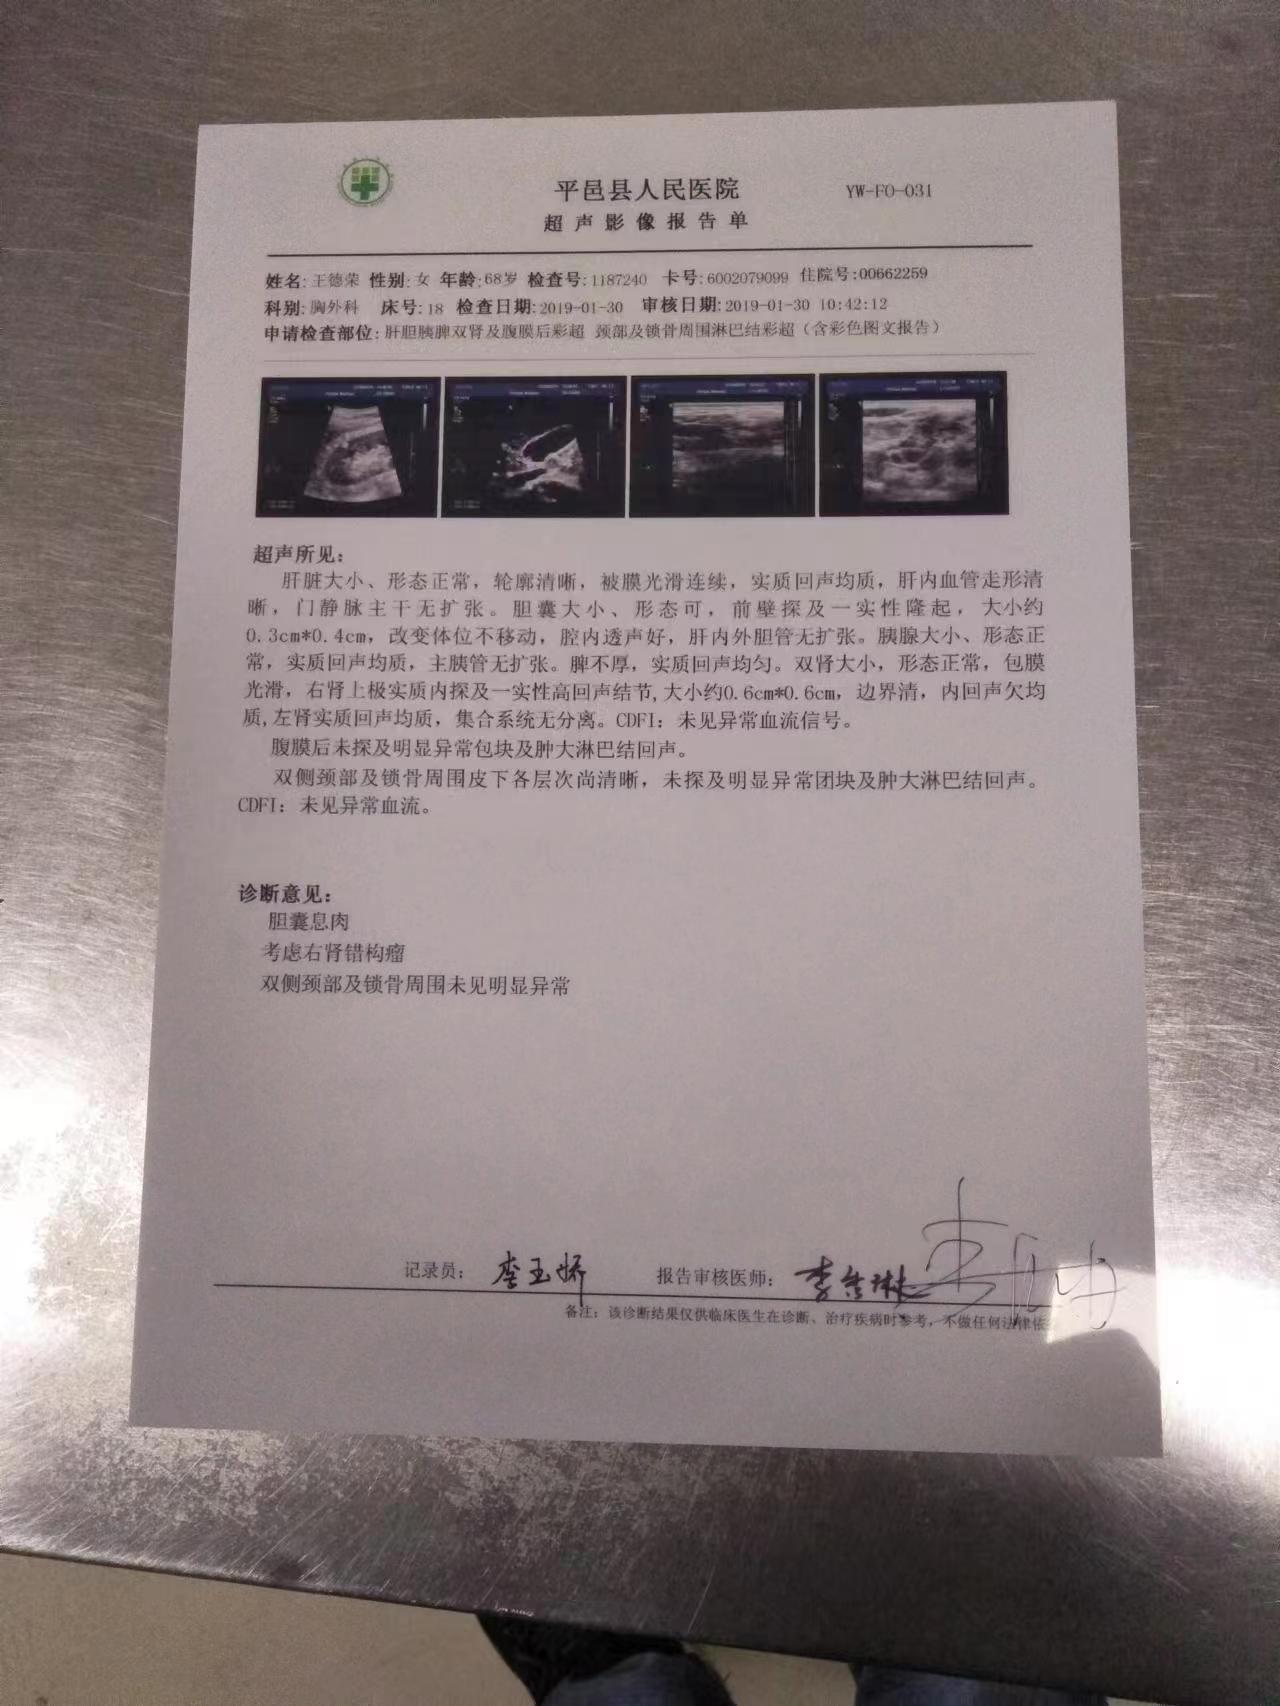 平邑县人民医院
YW-FO-031
超声影像报告单
姓名: 王德荣 性别: 女 年龄: 68岁 检查号: 1187240 卡号: 6002079099 住院号: 00662259
科别: 胸外科 床号: 18 检查日期: 2019-01-30 审核日期: 2019-01-30 10:42:12
申请检查部位: 肝胆胰脾双肾及腹膜后彩超 颈部及锁骨周围淋巴结彩超（含彩色图文报告）
超声所见：
肝脏大小、形态正常，轮廓清晰，被膜光滑连续，实质回声均质，肝内血管走形清
晰，门静脉主干无扩张。胆囊大小、形态可，前壁探及一实性隆起，大小约
0.3cm*0.4cm，改变体位不移动，腔内透声好，肝内外胆管无扩张。胰腺大小、形态正
常，实质回声均质，主胰管无扩张。脾不厚，实质回声均匀。双肾大小，形态正常，包膜
光滑，右肾上极实质内探及一实性高回声结节,大小约0.6cm*0.6cm，边界清，内回声欠均
质,左肾实质回声均质，集合系统无分离。CDFI：未见异常血流信号。
腹膜后未探及明显异常包块及肿大淋巴结回声。
双侧颈部及锁骨周围皮下各层次尚清晰，未探及明显异常团块及肿大淋巴结回声。
CDFI：未见异常血流。
诊断意见：
胆囊息肉
考虑右肾错构瘤
双侧颈部及锁骨周围未见明显异常
记录员： 李玉娇 报告审核医师：
备注：该诊断结果仅供临床医生在诊断、治疗疾病时参考，不做任何法律依